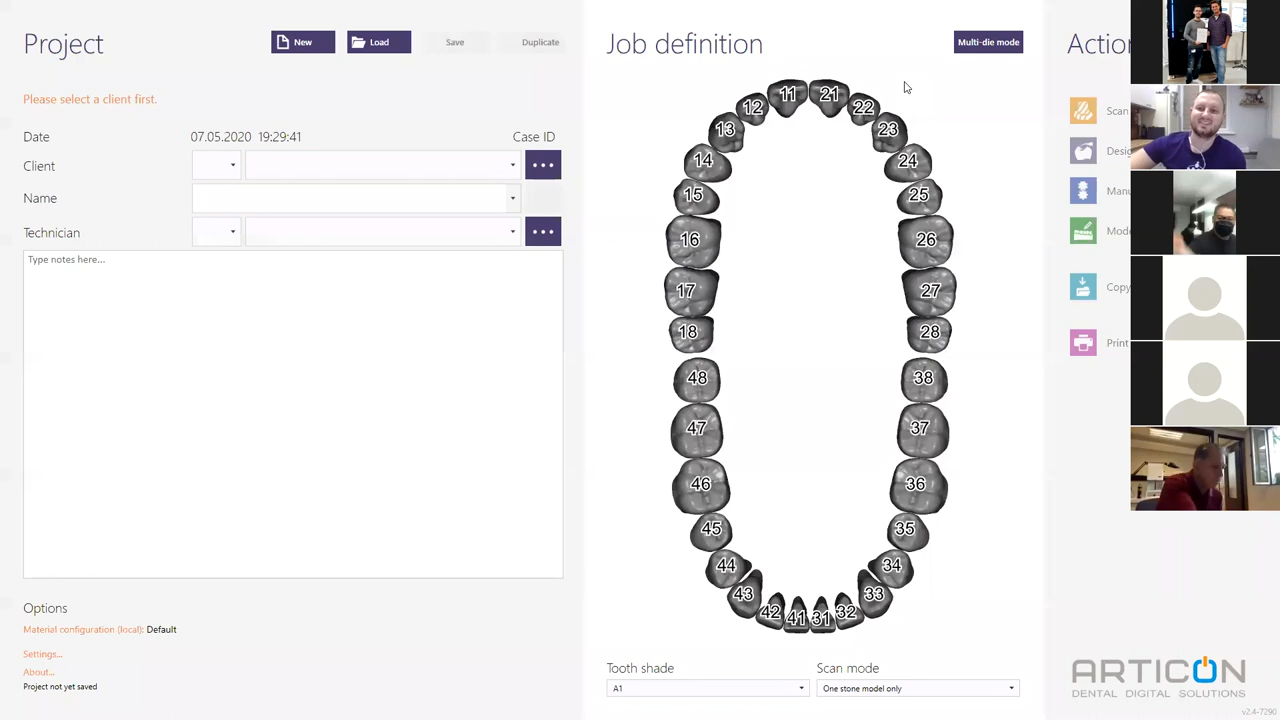 Project
New
Load
Save
Duplicate
Please select a client first.
Date 07.05.2020 19:29:41 Case ID
Client
Name
Technician
Type notes here...
Options
Material configuration (local): Default
Settings...
About...
Project not yet saved
Job definition
Multi-die mode
11 21
12 22
13 23
14 24
15 25
16 26
17 27
18 28
48 38
47 37
46 36
45 35
44 34
43 33
42 41 31 32
Tooth shade
A1
Scan mode
One stone model only
Action
Scan
Desig
Manu
Mode
Copy
Print
ARTICON
DENTAL DIGITAL SOLUTIONS
v2.4-7290